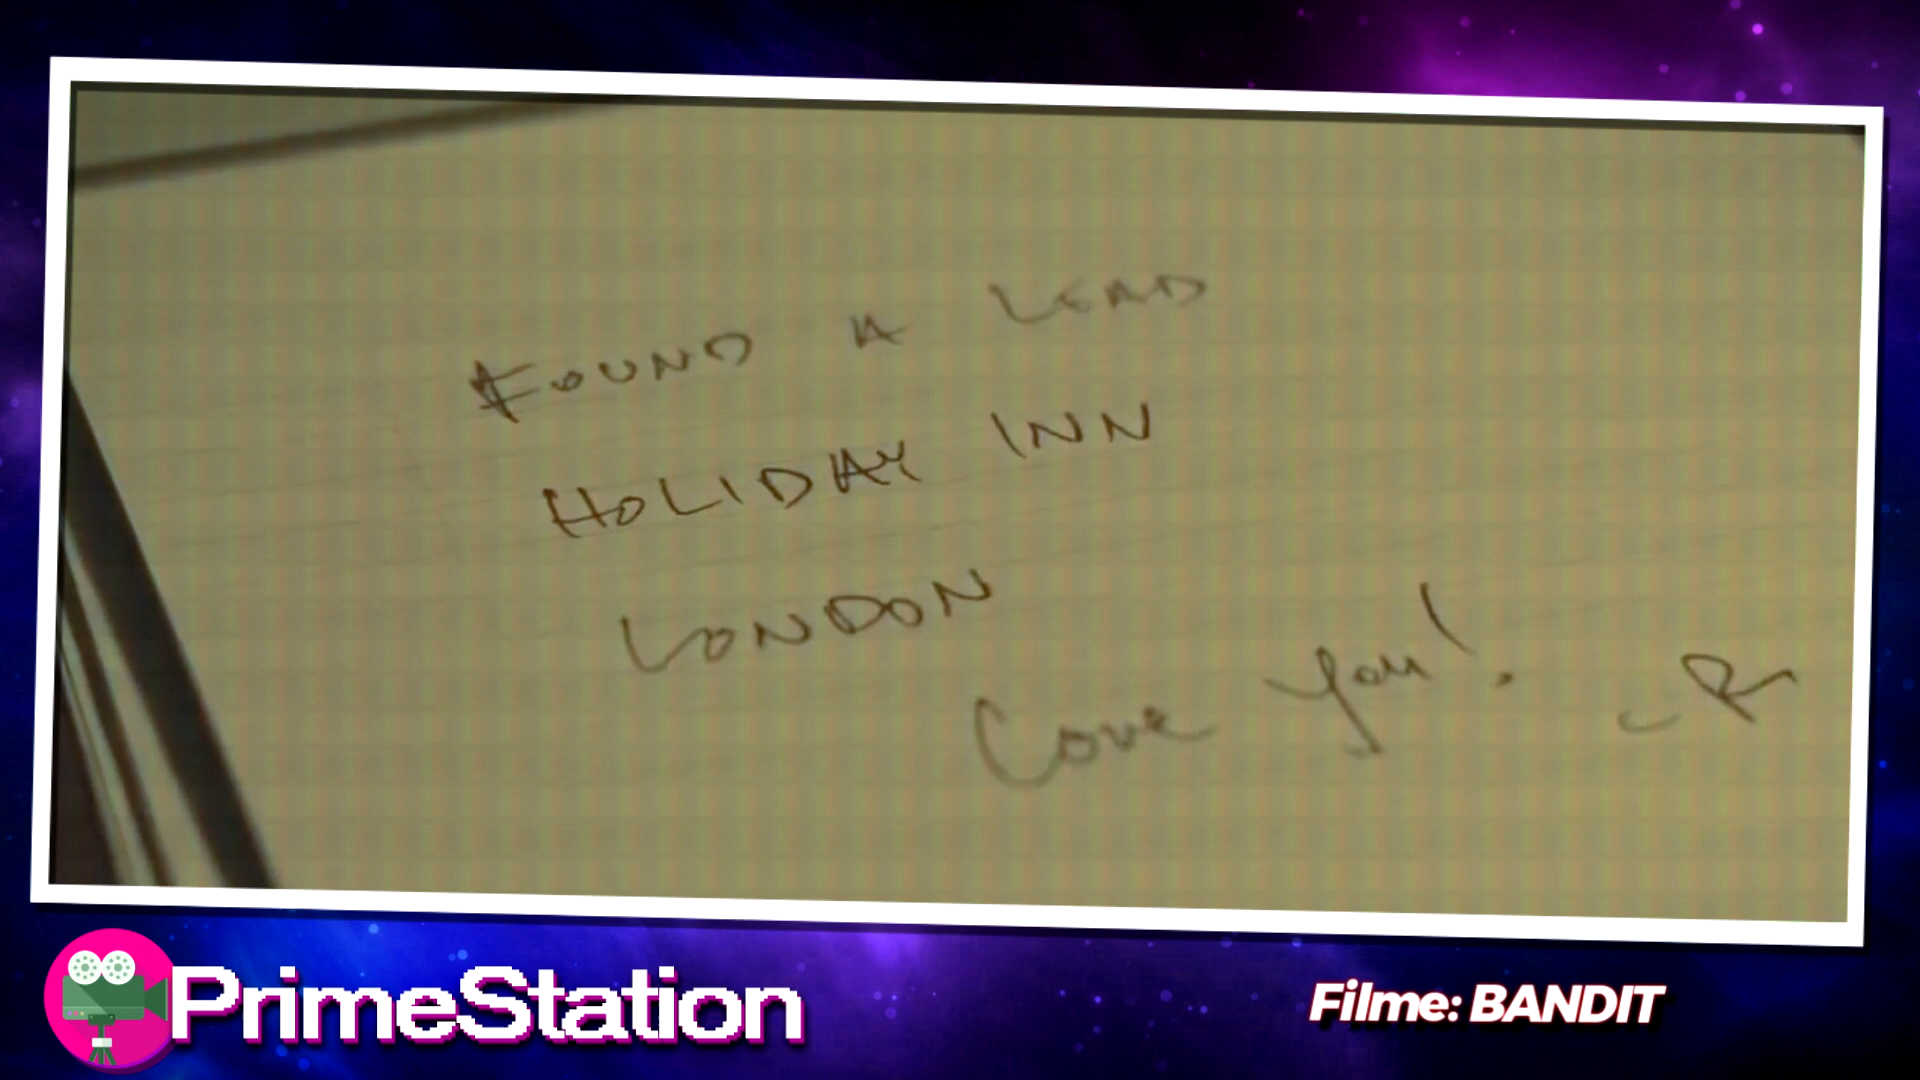 FOUND A LEAD
HOLIDAY INN
LONDON
Love you! -R
PrimeStation
Filme: BANDIT